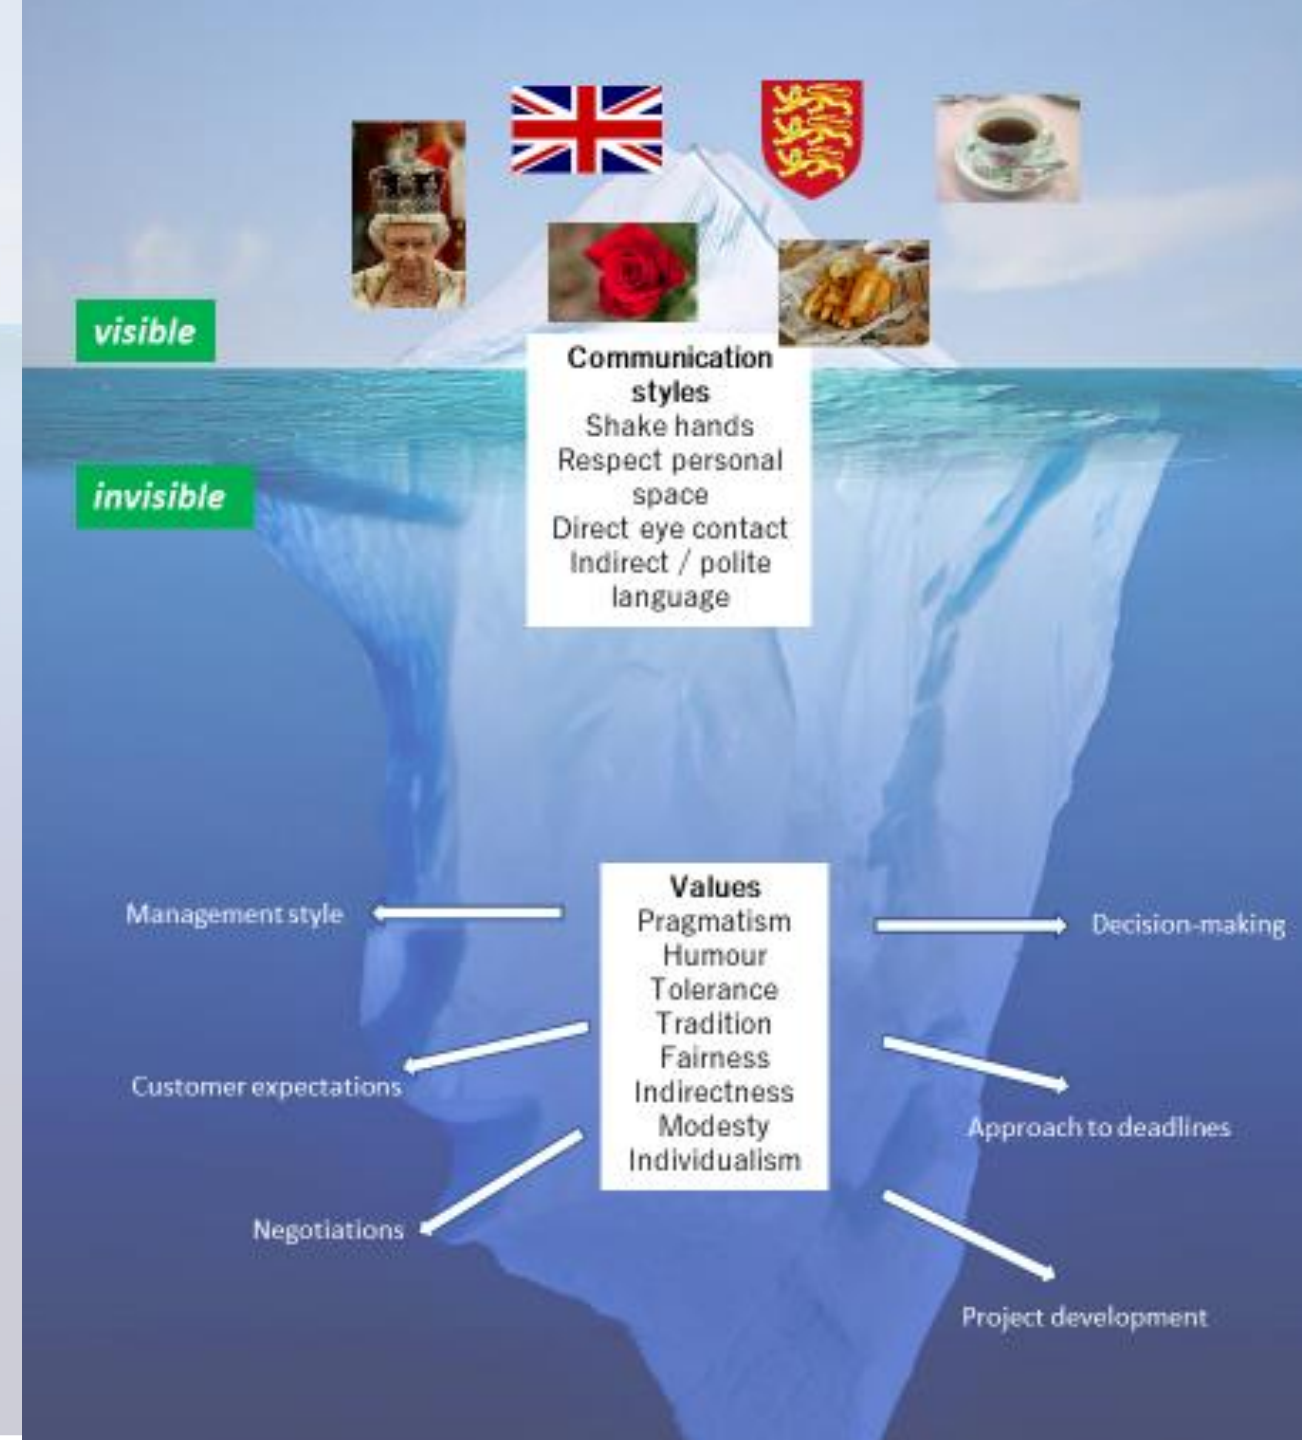 visible
Communication
styles
Shake hands
Respect personal
space
Direct eye contact
Indirect / polite
language
invisible
Values
Pragmatism
Humour
Tolerance
Tradition
Fairness
Indirectness
Modesty
Individualism
Management style
Customer expectations
Negotiations
Decision-making
Approach to deadlines
Project development